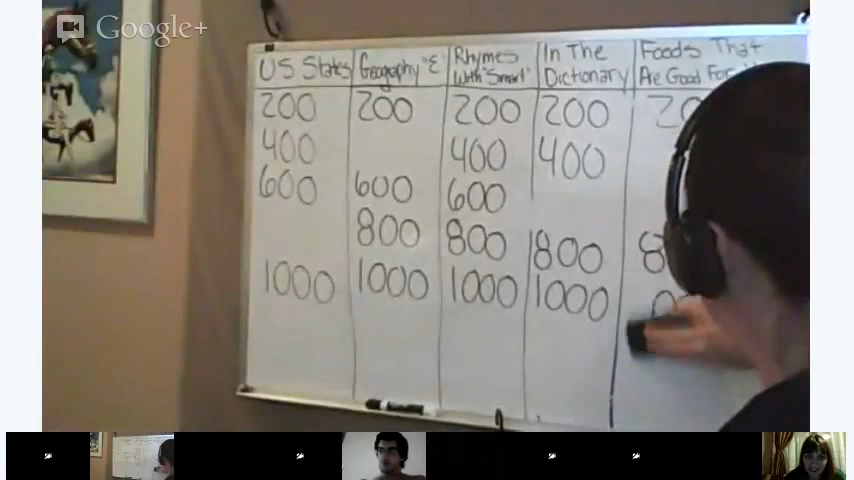 Google+
US States
Geography "E"
Rhymes
With "Smart"
In The
Dictionary
Foods That
Are Good For
200 200 200 200
400 400 400
600 600 600
800 800 800
1000 1000 1000 1000